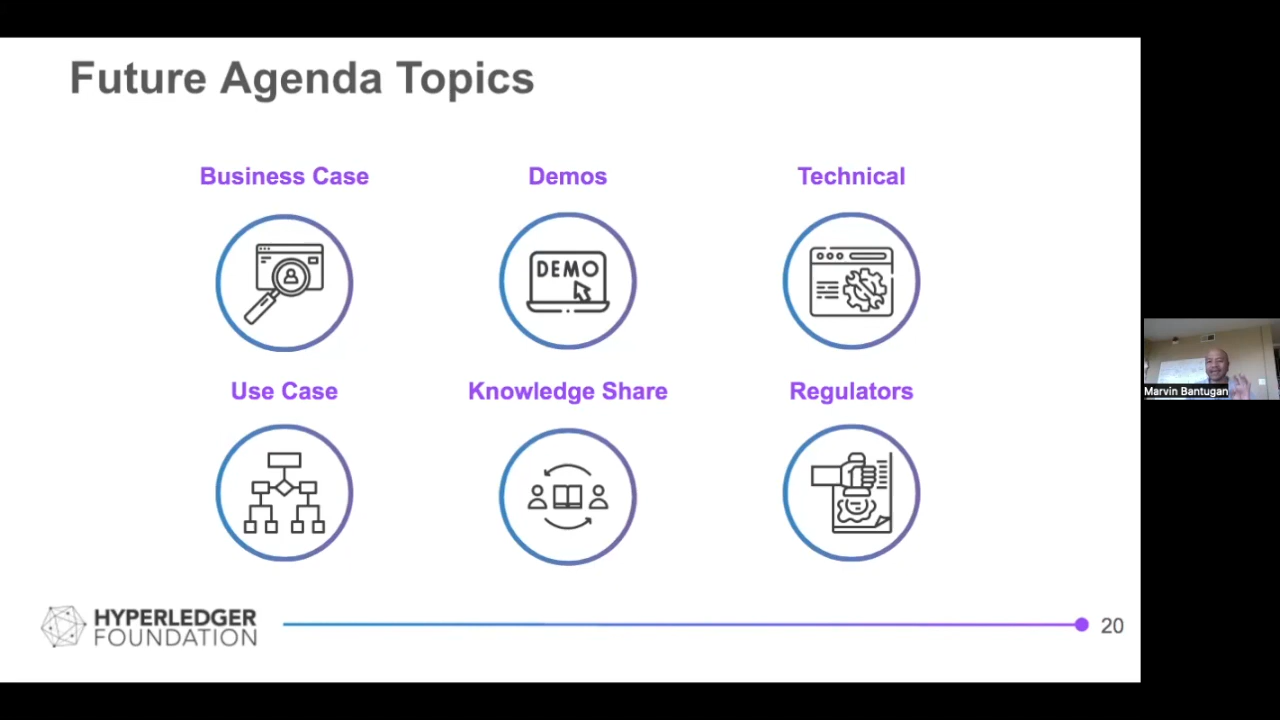 Future Agenda Topics
Business Case
Demos
Technical
DEMO
Use Case
Knowledge Share
Regulators
HYPERLEDGER
FOUNDATION
20
Marvin Bantugan